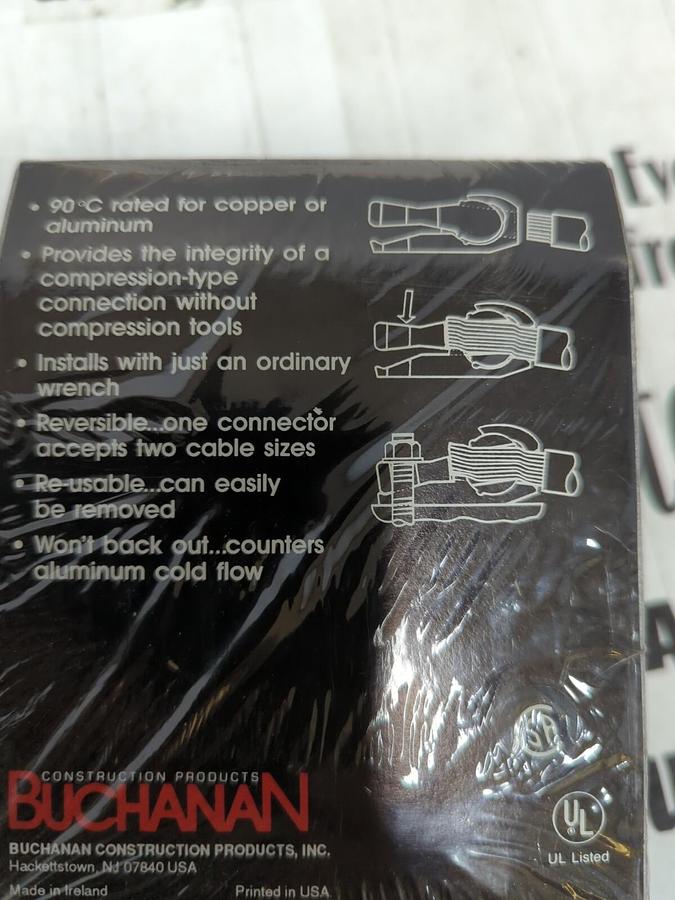 • 90°C rated for copper or
aluminum
• Provides the integrity of a
compression-type
connection without
compression tools
• Installs with just an ordinary
wrench
• Reversible...one connector
accepts two cable sizes
• Re-usable...can easily
be removed
• Won't back out...counters
aluminum cold flow
SA
CONSTRUCTION PRODUCTS
BUCHANAN
BUCHANAN CONSTRUCTION PRODUCTS, INC.
Hackettstown, NJ 07840 USA
Made in Ireland Printed in USA
UL ®
UL Listed